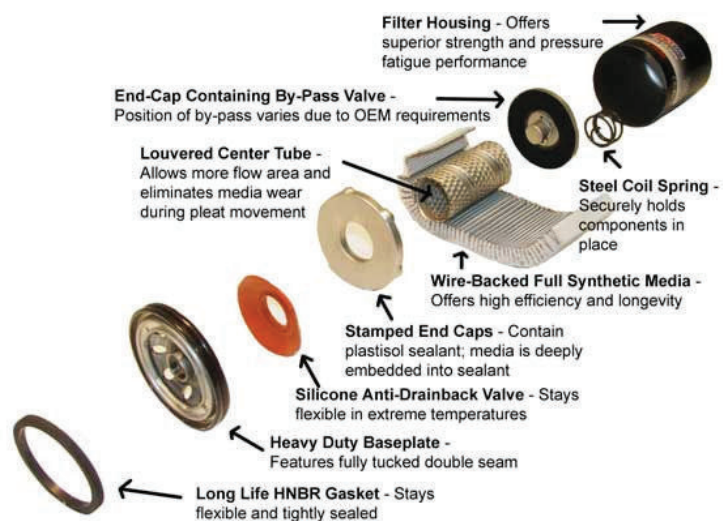 Filter Housing - Offers
superior strength and pressure
fatigue performance
End-Cap Containing By-Pass Valve -
Position of by-pass varies due to OEM requirements
Louvered Center Tube -
Allows more flow area and
eliminates media wear
during pleat movement
Steel Coil Spring -
Securely holds
components in
place
Wire-Backed Full Synthetic Media -
Offers high efficiency and longevity
Stamped End Caps - Contain
plastisol sealant; media is deeply
embedded into sealant
Silicone Anti-Drainback Valve - Stays
flexible in extreme temperatures
Heavy Duty Baseplate -
Features fully tucked double seam
Long Life HNBR Gasket - Stays
flexible and tightly sealed